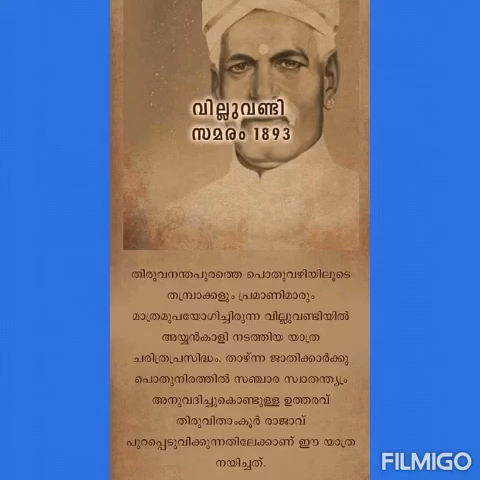 വില്ലുവണ്ടി
സമരം 1893
തിരുവനന്തപുരത്തെ പൊതുവഴിയിലൂടെ
തമ്പ്രാക്കളും പ്രമാണിമാരും
മാത്രമുപയോഗിച്ചിരുന്ന വില്ലുവണ്ടിയിൽ
അയ്യൻകാളി നടത്തിയ യാത്ര
ചരിത്രപ്രസിദ്ധം. താഴ്ന്ന ജാതിക്കാർക്കു
പൊതുനിരത്തിൽ സഞ്ചാര സ്വാതന്ത്ര്യം
അനുവദിച്ചുകൊണ്ടുള്ള ഉത്തരവ്
തിരുവിതാംകൂർ രാജാവ്
പുറപ്പെടുവിക്കുന്നതിലേക്കാണ് ഈ യാത്ര
നയിച്ചത്.
FILMIGO